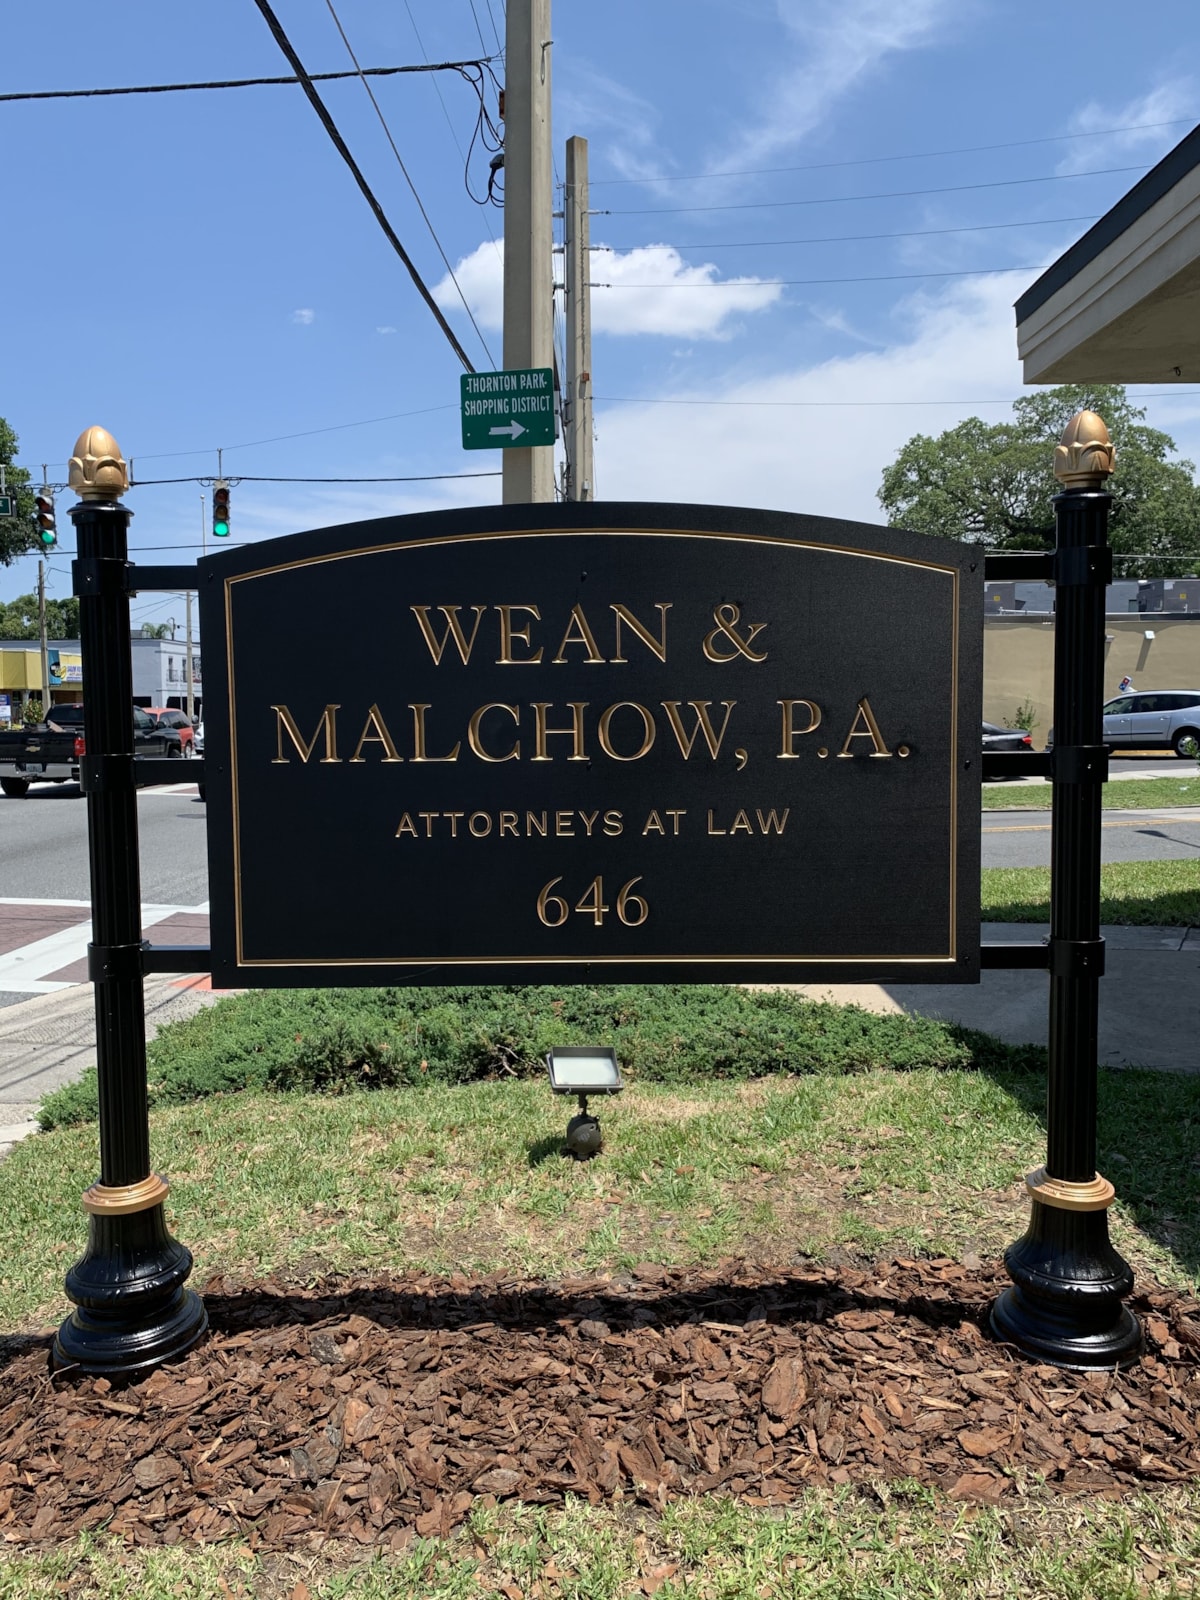 -THORNTON PARK-
SHOPPING DISTRICT
WEAN &
MALCHOW, P.A.
ATTORNEYS AT LAW
646